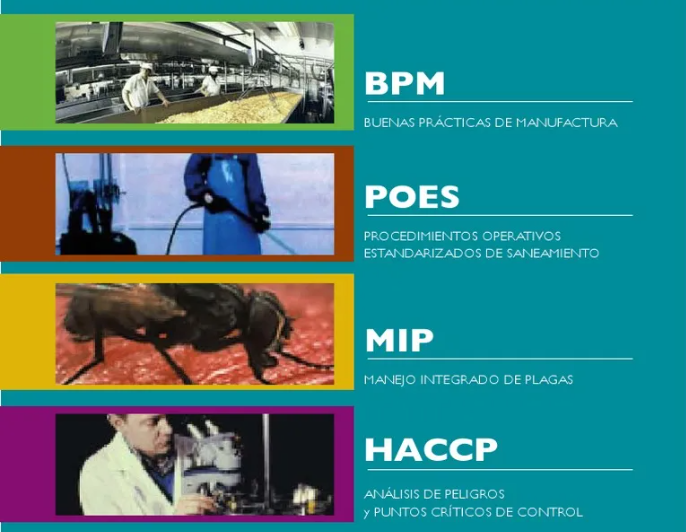 BPM
BUENAS PRÁCTICAS DE MANUFACTURA
POES
PROCEDIMIENTOS OPERATIVOS
ESTANDARIZADOS DE SANEAMIENTO
MIP
MANEJO INTEGRADO DE PLAGAS
HACCP
ANÁLISIS DE PELIGROS
y PUNTOS CRÍTICOS DE CONTROL